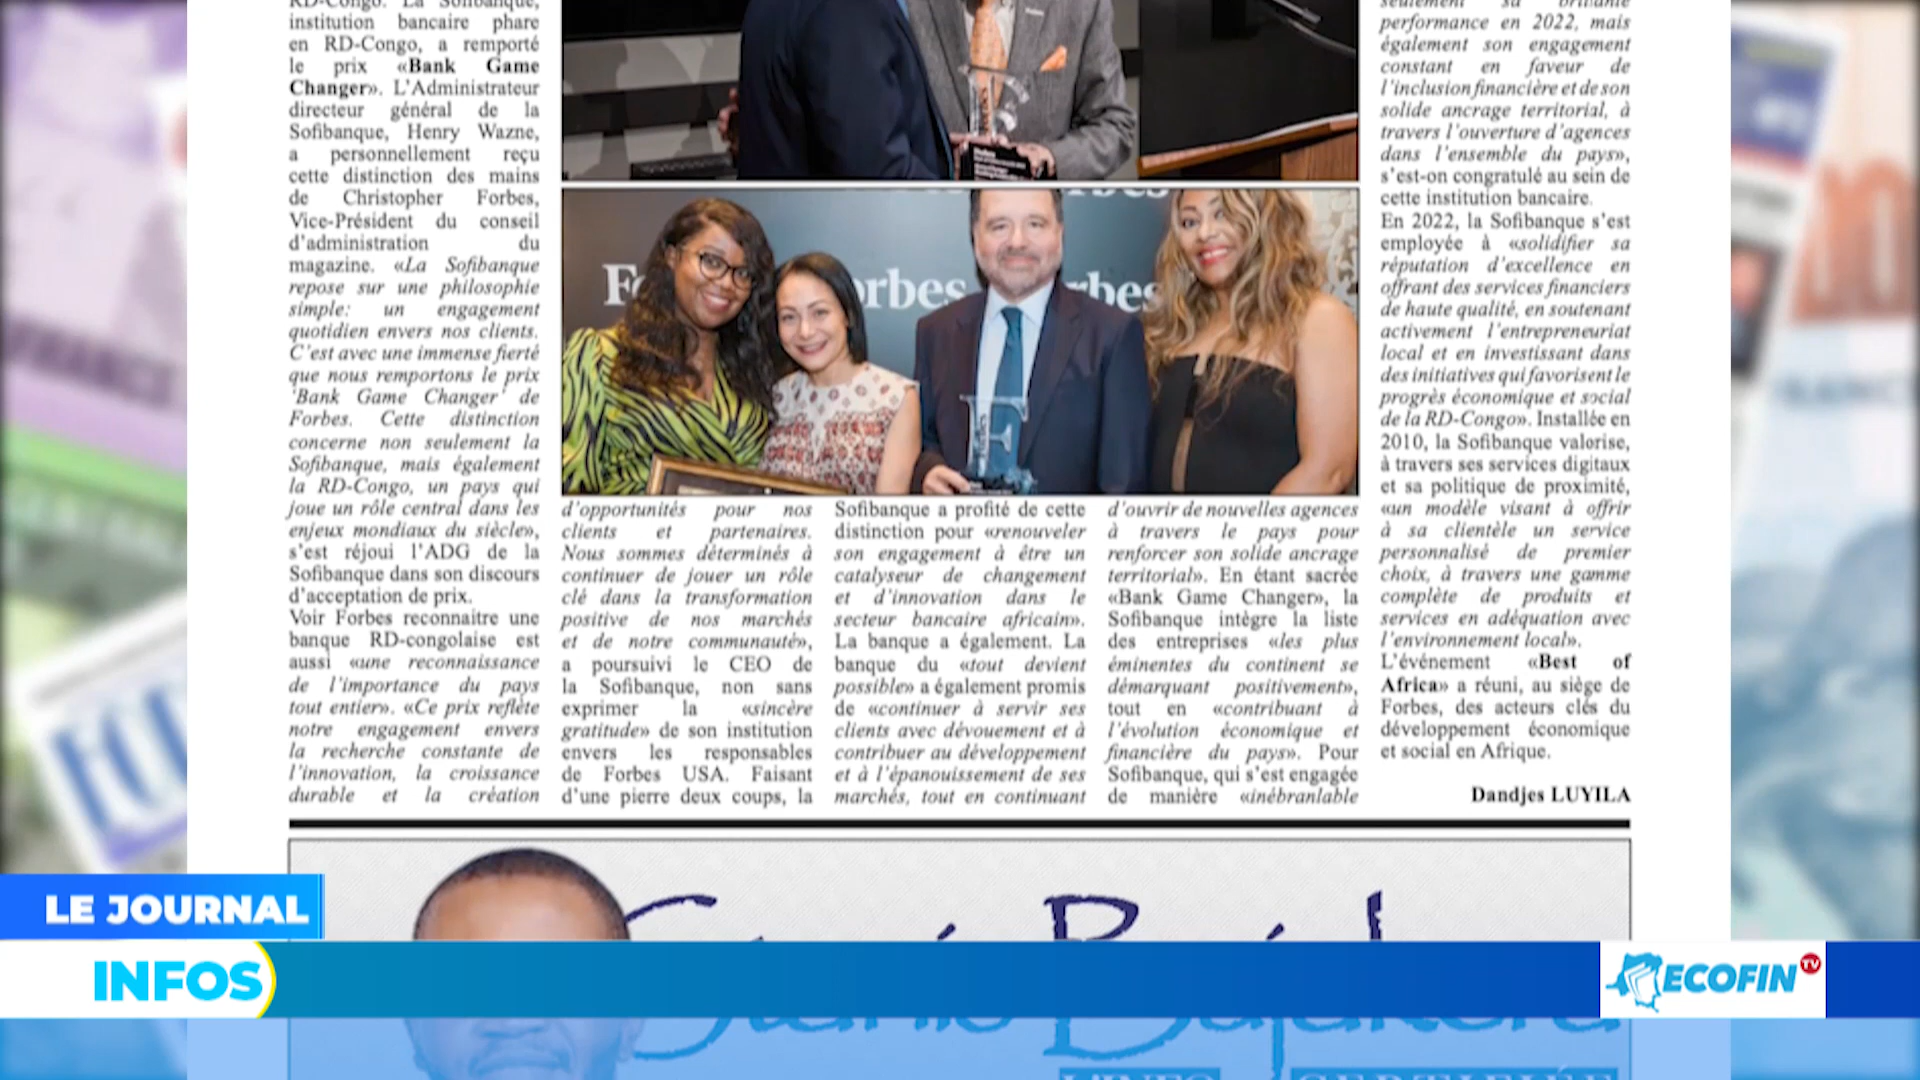 RD-Congo. La Sofibanque,
institution bancaire phare
en RD-Congo, a remporté
le prix «Bank Game
Changer». L'Administrateur
directeur général de la
Sofibanque, Henry Wazne,
a personnellement reçu
cette distinction des mains
de Christopher Forbes,
Vice-Président du conseil
d'administration du
magazine. «La Sofibanque
repose sur une philosophie
simple: un engagement
quotidien envers nos clients.
C'est avec une immense fierté
que nous remportons le prix
'Bank Game Changer' de
Forbes. Cette distinction
concerne non seulement la
Sofibanque, mais également
la RD-Congo, un pays qui
joue un rôle central dans les
enjeux mondiaux du siècle»,
s'est réjoui l'ADG de la
Sofibanque dans son discours
d'acceptation de prix.
Voir Forbes reconnaitre une
banque RD-congolaise est
aussi «une reconnaissance
de l'importance du pays
tout entier». «Ce prix reflète
notre engagement envers
la recherche constante de
l'innovation, la croissance
durable et la création
d'opportunités pour nos
clients et partenaires.
Nous sommes déterminés à
continuer de jouer un rôle
clé dans la transformation
positive de nos marchés
et de notre communauté»,
a poursuivi le CEO de
la Sofibanque, non sans
exprimer la «sincère
gratitude» de son institution
envers les responsables
de Forbes USA. Faisant
d'une pierre deux coups, la
Sofibanque a profité de cette
distinction pour «renouveler
son engagement à être un
catalyseur de changement
et d'innovation dans le
secteur bancaire africain».
La banque a également. La
banque du «tout devient
possible» a également promis
de «continuer à servir ses
clients avec dévouement et à
contribuer au développement
et à l'épanouissement de ses
marchés, tout en continuant
d'ouvrir de nouvelles agences
à travers le pays pour
renforcer son solide ancrage
territorial». En étant sacrée
«Bank Game Changer», la
Sofibanque intègre la liste
des entreprises «les plus
éminentes du continent se
démarquant positivement»,
tout en «contribuant à
l'évolution économique et
financière du pays». Pour
Sofibanque, qui s'est engagée
de manière «inébranlable
seulement sa brillante
performance en 2022, mais
également son engagement
constant en faveur de
l'inclusion financière et de son
solide ancrage territorial, à
travers l'ouverture d'agences
dans l'ensemble du pays»,
s'est-on congratulé au sein de
cette institution bancaire.
En 2022, la Sofibanque s'est
employée à «solidifier sa
réputation d'excellence en
offrant des services financiers
de haute qualité, en soutenant
activement l'entrepreneuriat
local et en investissant dans
des initiatives qui favorisent le
progrès économique et social
de la RD-Congo». Installée en
2010, la Sofibanque valorise,
à travers ses services digitaux
et sa politique de proximité,
«un modèle visant à offrir
à sa clientèle un service
personnalisé de premier
choix, à travers une gamme
complète de produits et
services en adéquation avec
l'environnement local».
L'événement «Best of
Africa» a réuni, au siège de
Forbes, des acteurs clés du
développement économique
et social en Afrique.
Dandjes LUYILA
LE JOURNAL
INFOS
ECOFIN TV